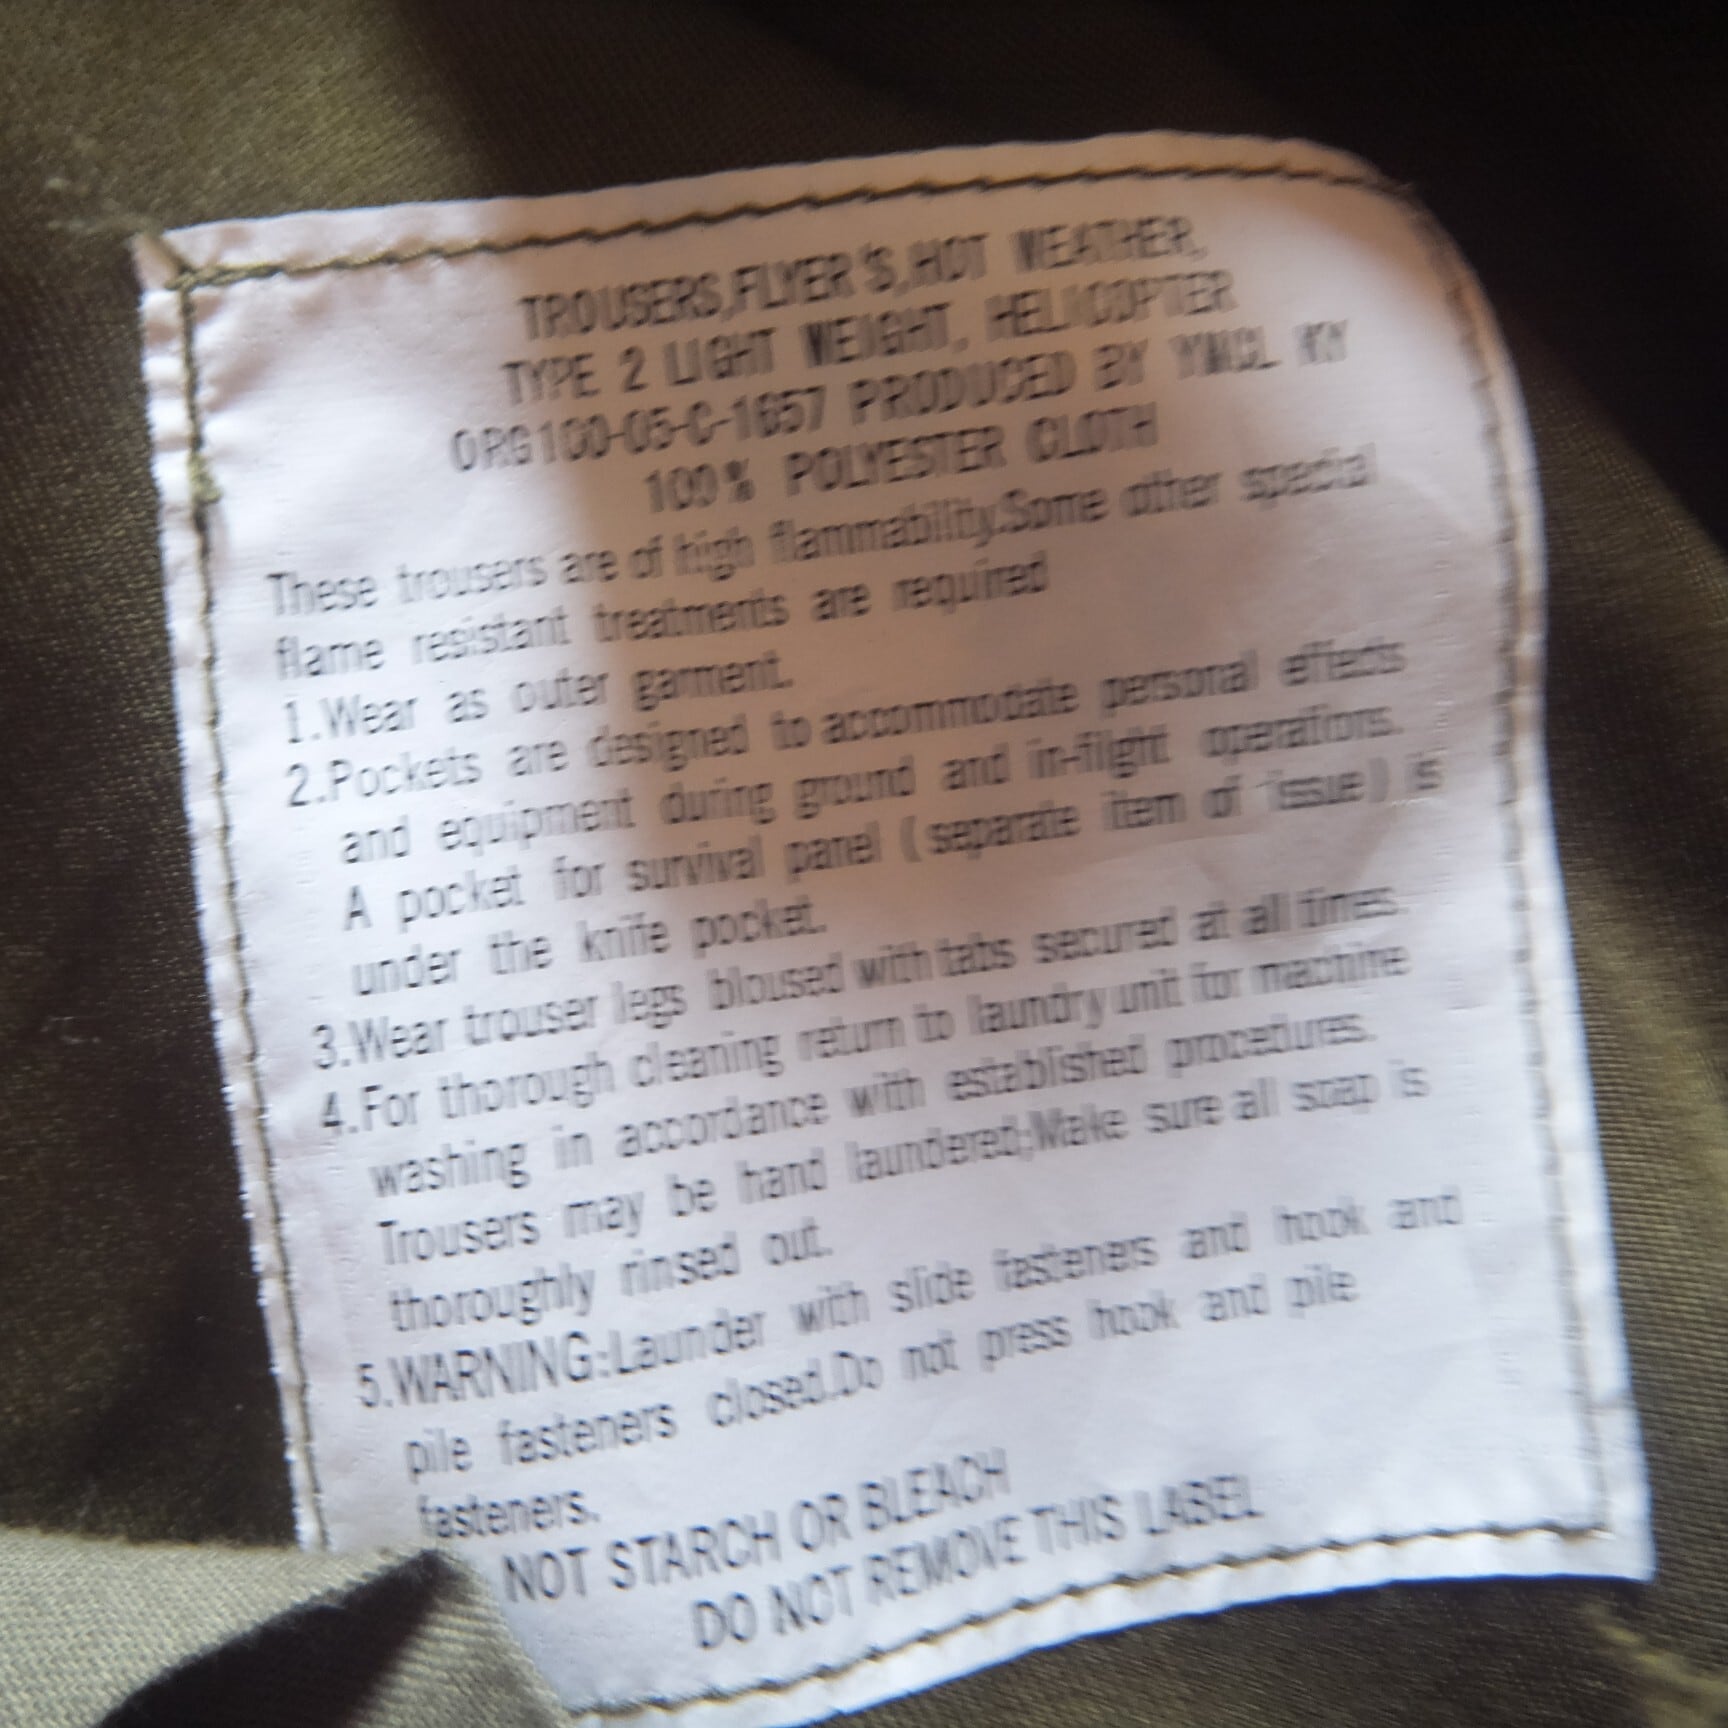 TROUSERS,FLYER'S,HOT WEATHER,
TYPE 2 LIGHT WEIGHT, HELICOPTER
ORG100-05-C-1657 PRODUCED BY YMCL KY
100% POLYESTER CLOTH
These trousers are of high flammability.Some other special
flame resistant treatments are required
1.Wear as outer garment.
2.Pockets are designed to accommodate personal effects
and equipment during ground and in-flight operations.
A pocket for survival panel (separate item of issue) is
under the knife pocket.
3.Wear trouser legs bloused with tabs secured at all times.
4.For thorough cleaning return to laundry unit for machine
washing in accordance with established procedures.
Trousers may be hand laundered;Make sure all soap is
thoroughly rinsed out.
5.WARNING:Launder with slide fasteners and hook and
pile fasteners closed.Do not press hook and pile
fasteners.
NOT STARCH OR BLEACH
DO NOT REMOVE THIS LABEL